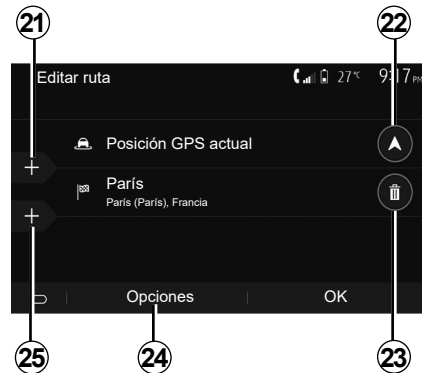 21
22
Editar ruta
27°C
9:17 PM
Posición GPS actual
+
París
París (París), Francia
+
Opciones
OK
25
24
23